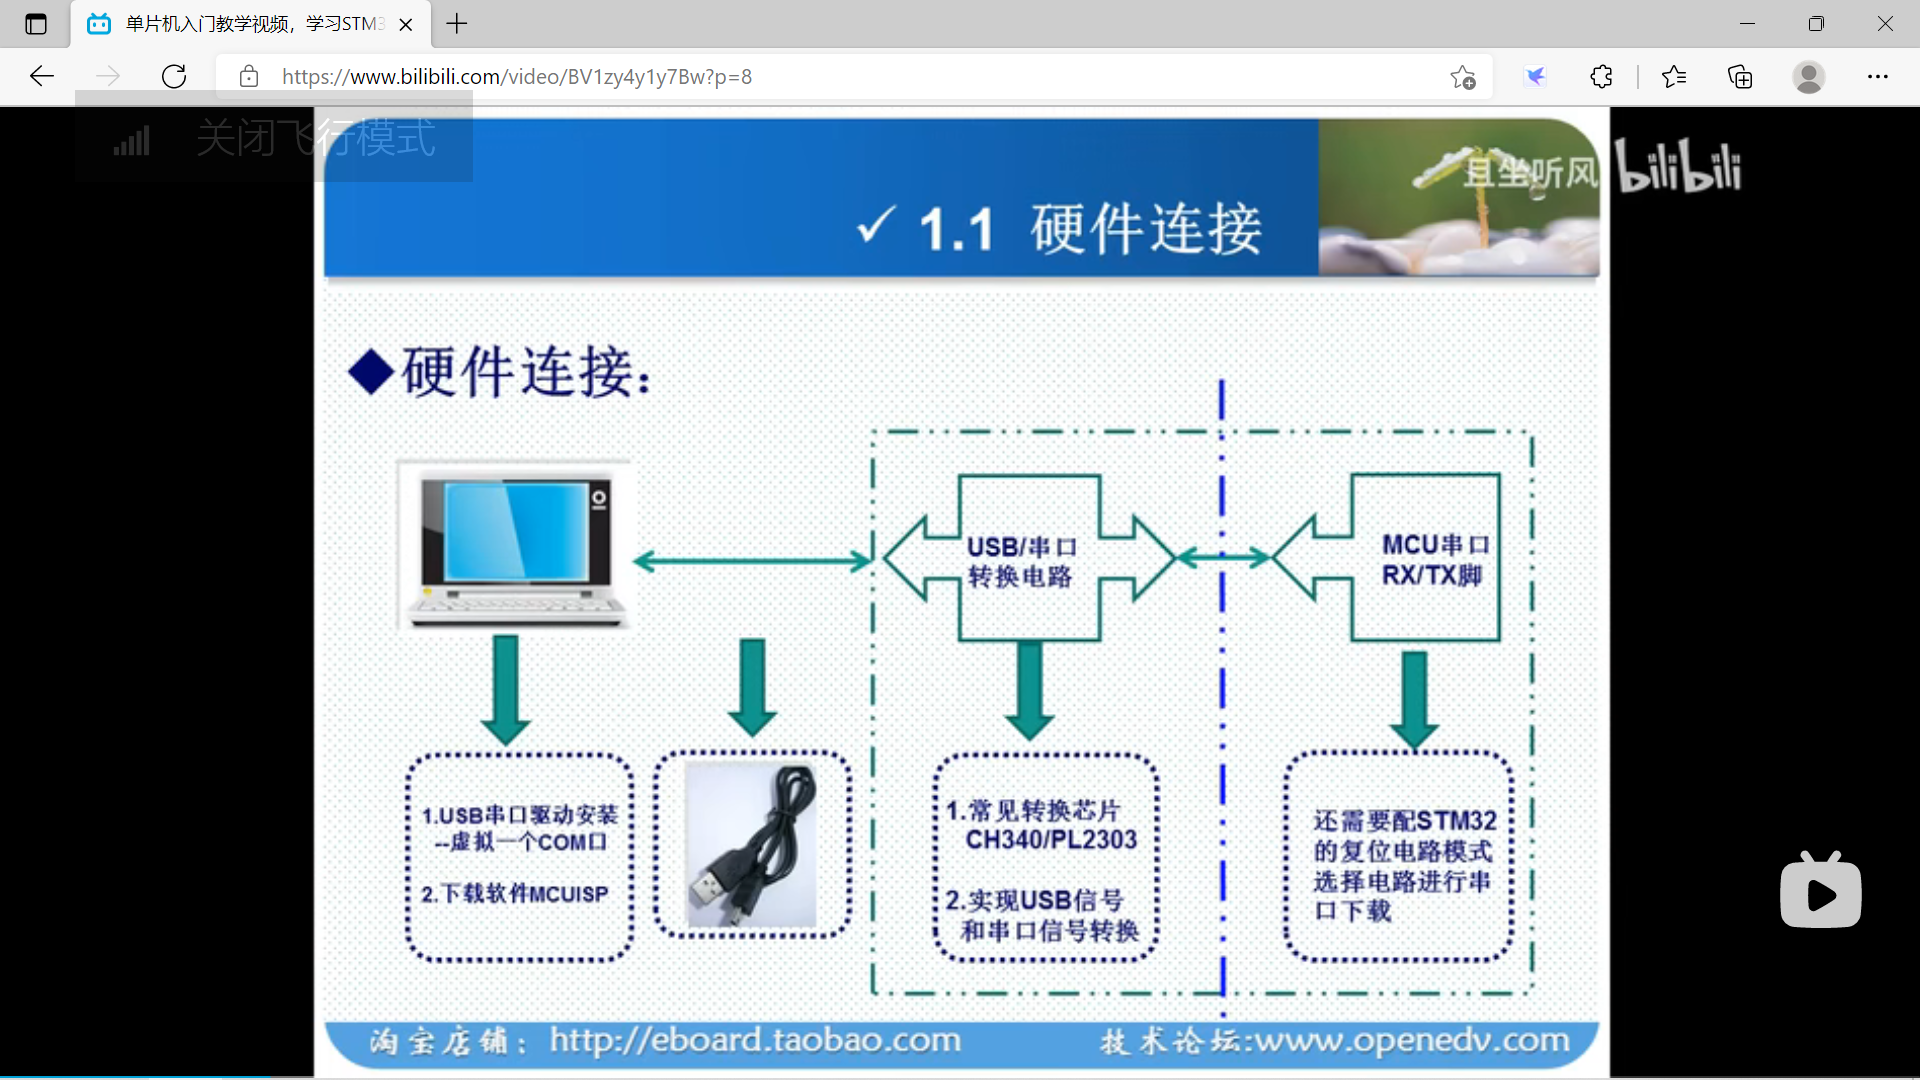 单片机入门教学视频，学习STM3
https://www.bilibili.com/video/BV1zy4y1y7Bw?p=8
关闭飞行模式
且坐听风
bilibili
✓ 1.1 硬件连接
◆硬件连接：
USB/串口
转换电路
MCU串口
RX/TX脚
1.USB串口驱动安装
--虚拟一个COM口
2.下载软件MCUISP
1.常见转换芯片
CH340/PL2303
2.实现USB信号
和串口信号转换
还需要配STM32
的复位电路模式
选择电路进行串
口下载
淘宝店铺：http://eboard.taobao.com
技术论坛:www.openedv.com